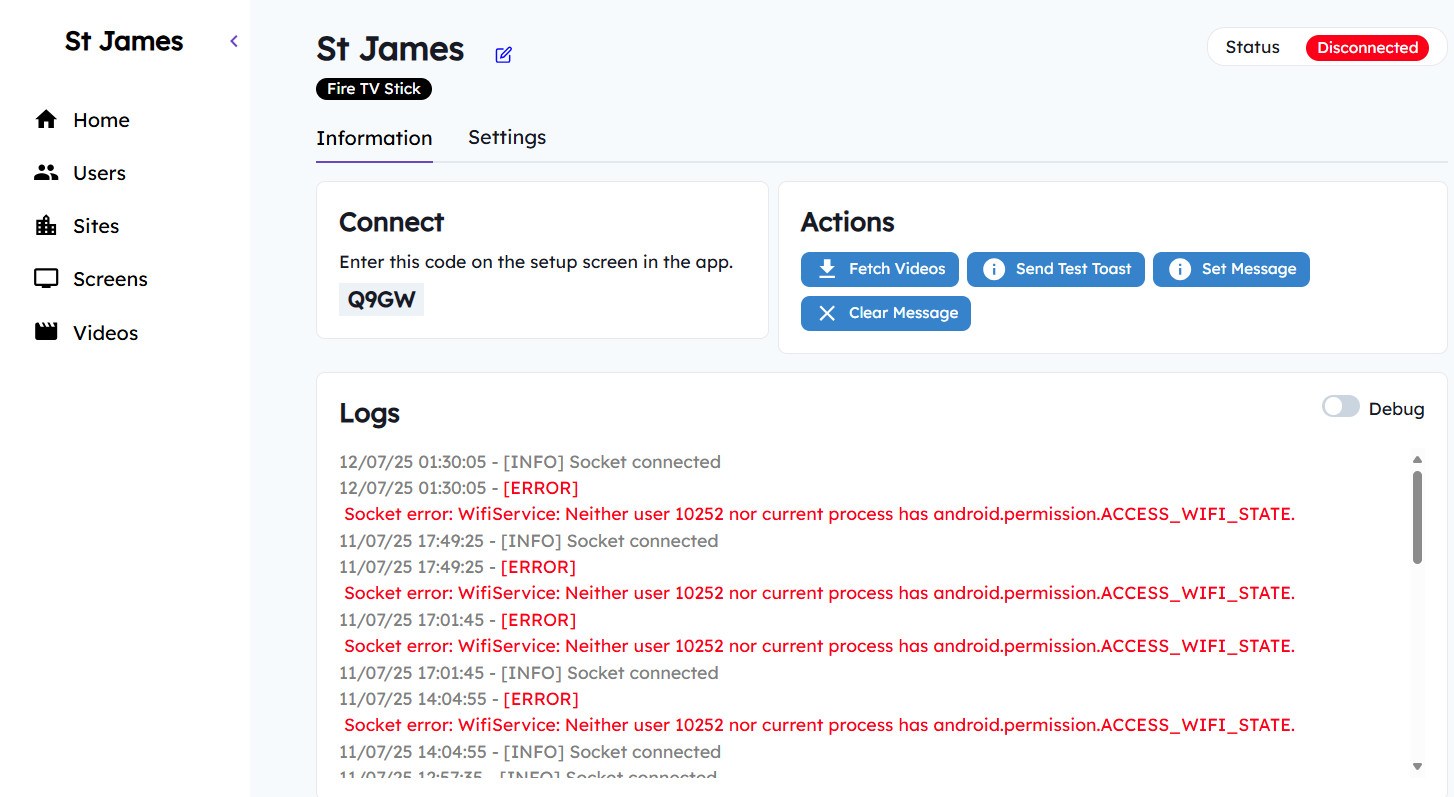 St James
Home
Users
Sites
Screens
Videos
St James
Fire TV Stick
Status Disconnected
Information Settings
Connect
Enter this code on the setup screen in the app.
Q9GW
Actions
Fetch Videos Send Test Toast Set Message
Clear Message
Logs
Debug
12/07/25 01:30:05 - [INFO] Socket connected
12/07/25 01:30:05 - [ERROR]
Socket error: WifiService: Neither user 10252 nor current process has android.permission.ACCESS_WIFI_STATE.
11/07/25 17:49:25 - [INFO] Socket connected
11/07/25 17:49:25 - [ERROR]
Socket error: WifiService: Neither user 10252 nor current process has android.permission.ACCESS_WIFI_STATE.
11/07/25 17:01:45 - [ERROR]
Socket error: WifiService: Neither user 10252 nor current process has android.permission.ACCESS_WIFI_STATE.
11/07/25 17:01:45 - [INFO] Socket connected
11/07/25 14:04:55 - [ERROR]
Socket error: WifiService: Neither user 10252 nor current process has android.permission.ACCESS_WIFI_STATE.
11/07/25 14:04:55 - [INFO] Socket connected
11/07/25 12:57:35 - [INFO] Socket connected